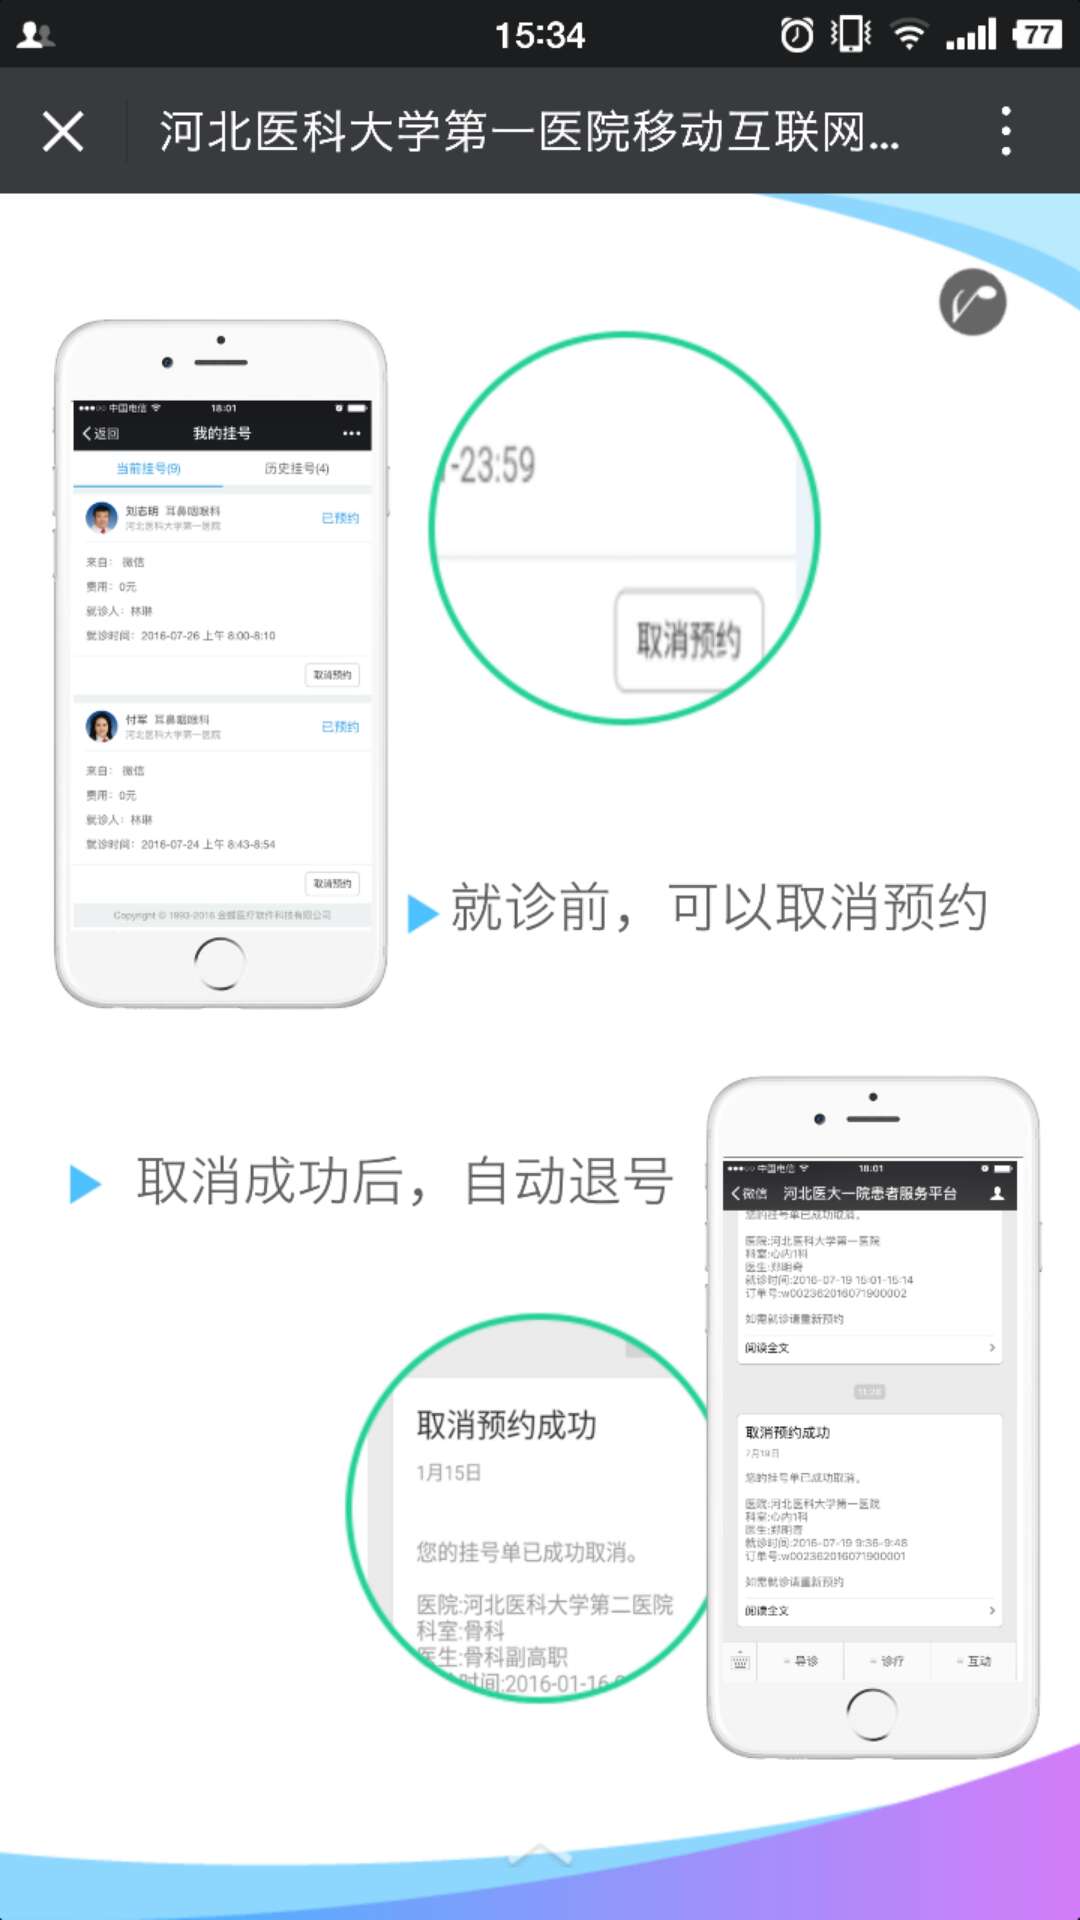 15:34
77
河北医科大学第一医院移动互联网...
中国电信
18:01
返回
我的挂号
当前挂号(9)
历史挂号(4)
刘志明 耳鼻咽喉科
河北医科大学第一医院
已预约
来自： 微信
费用：0元
就诊人：林琳
就诊时间：2016-07-26 上午 8:00-8:10
取消预约
付军 耳鼻咽喉科
河北医科大学第一医院
已预约
来自： 微信
费用：0元
就诊人：林琳
就诊时间：2016-07-24 上午 8:43-8:54
取消预约
Copyright © 1993-2016 金蝶医疗软件科技有限公司
-23:59
取消预约
就诊前，可以取消预约
取消成功后，自动退号
中国电信
18:01
微信
河北医大一院患者服务平台
您的挂号单已成功取消。
医院:河北医科大学第一医院
科室:心内1科
医生:郑明奇
就诊时间:2016-07-19 15:01-15:14
订单号:w002362016071900002
如需就诊请重新预约
阅读全文
11:28
取消预约成功
7月19日
您的挂号单已成功取消。
医院:河北医科大学第一医院
科室:心内1科
医生:郑明奇
就诊时间:2016-07-19 9:36-9:48
订单号:w002362016071900001
如需就诊请重新预约
阅读全文
导诊
诊疗
互动
取消预约成功
1月15日
您的挂号单已成功取消。
医院:河北医科大学第二医院
科室:骨科
医生:骨科副高职
时间:2016-01-16